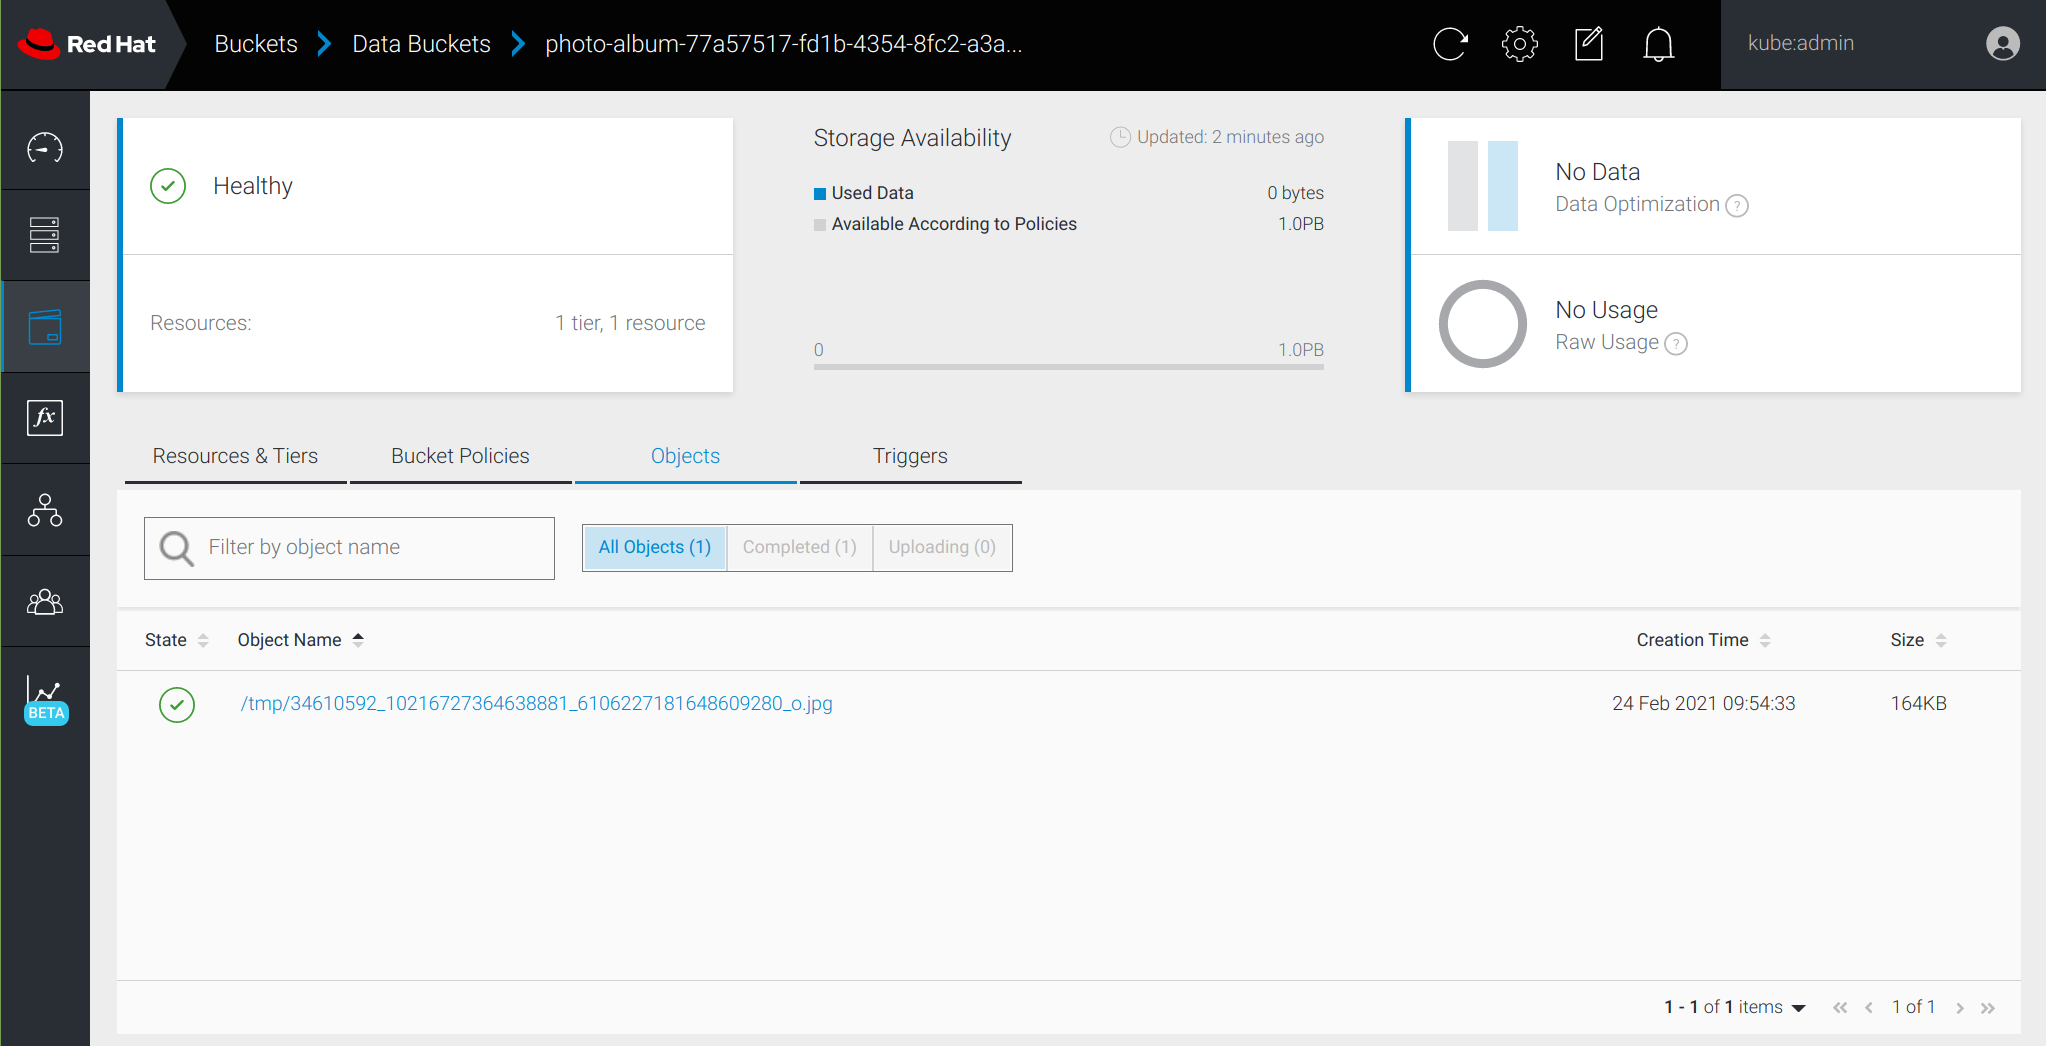 Red Hat
Buckets Data Buckets photo-album-77a57517-fd1b-4354-8fc2-a3a...
kube:admin
Healthy
Resources: 1 tier, 1 resource
Storage Availability Updated: 2 minutes ago
Used Data 0 bytes
Available According to Policies 1.0PB
0 1.0PB
No Data
Data Optimization ?
No Usage
Raw Usage ?
fx
BETA
Resources & Tiers Bucket Policies Objects Triggers
Filter by object name
All Objects (1) Completed (1) Uploading (0)
State Object Name Creation Time Size
/tmp/34610592_10216727364638881_6106227181648609280_o.jpg 24 Feb 2021 09:54:33 164KB
1 - 1 of 1 items 1 of 1